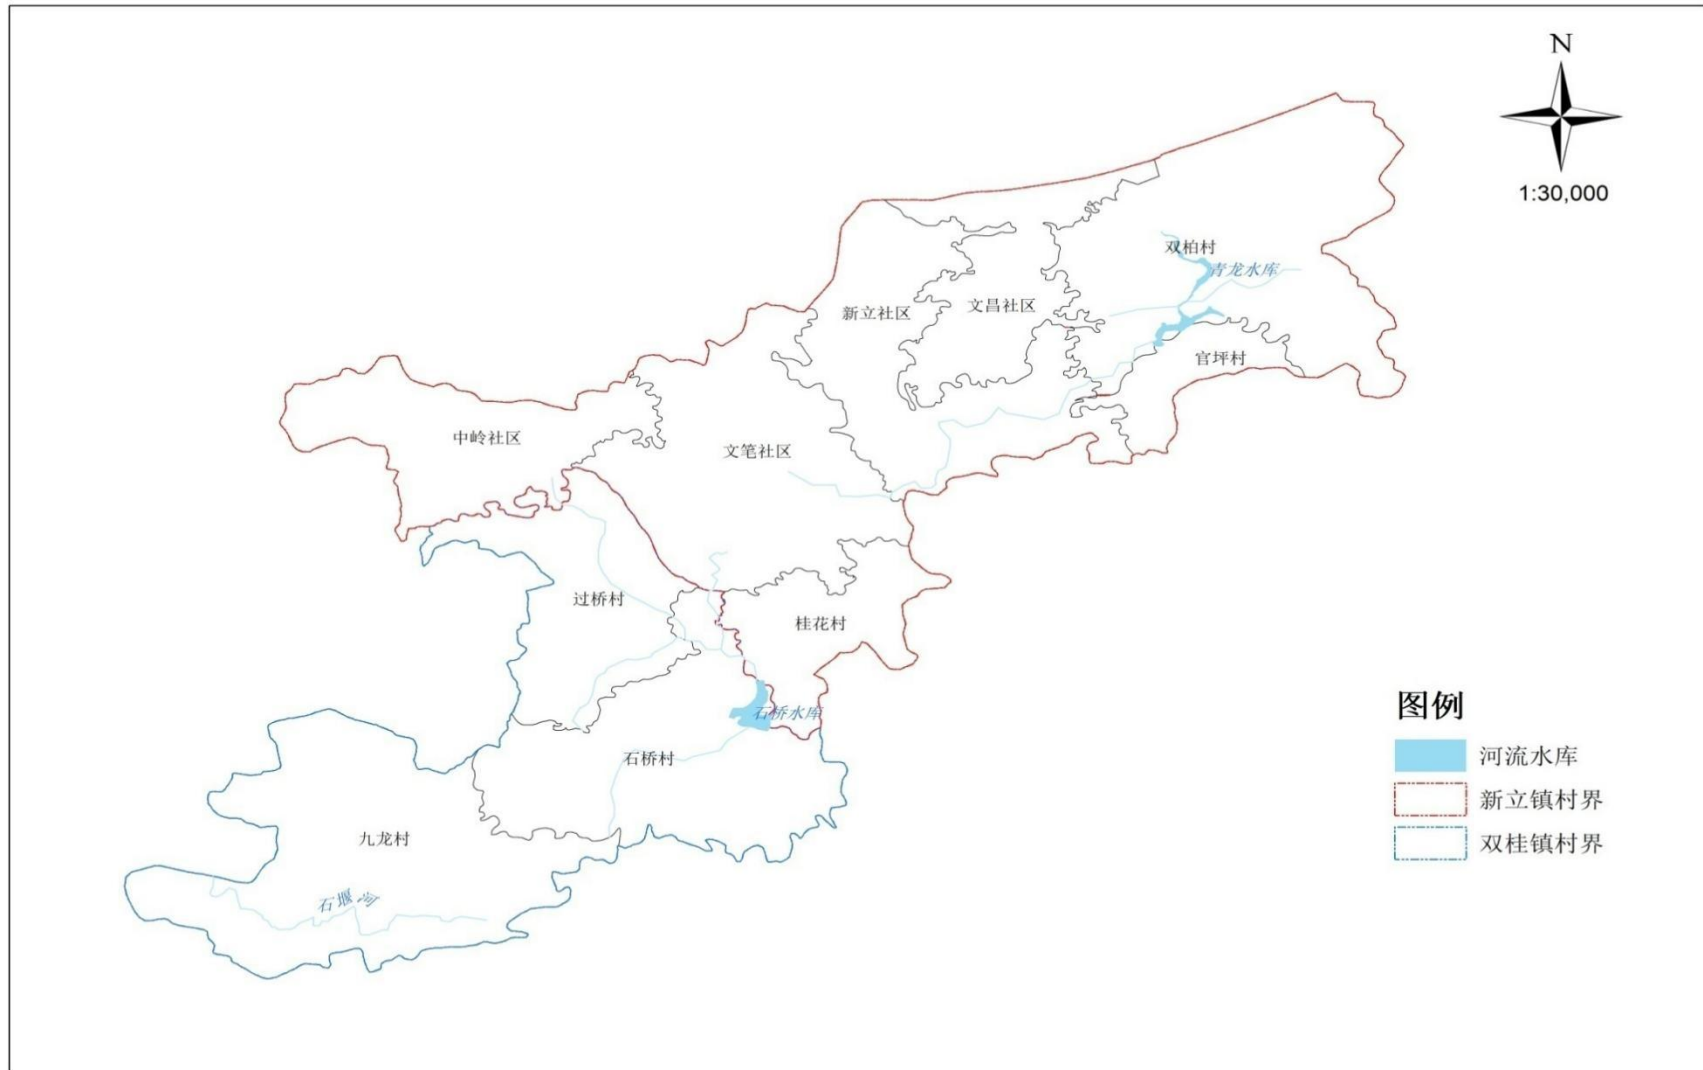 N
1:30,000
双柏村
青龙水库
文昌社区
新立社区
官坪村
中岭社区
文笔社区
过桥村
桂花村
石桥水库
石桥村
九龙村
石堰河
图例
河流水库
新立镇村界
双桂镇村界